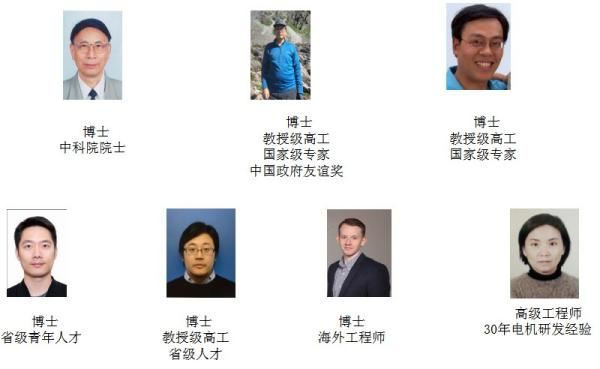 博士
中科院院士
博士
教授级高工
国家级专家
中国政府友谊奖
博士
教授级高工
国家级专家
博士
省级青年人才
博士
教授级高工
省级人才
博士
海外工程师
高级工程师
30年电机研发经验